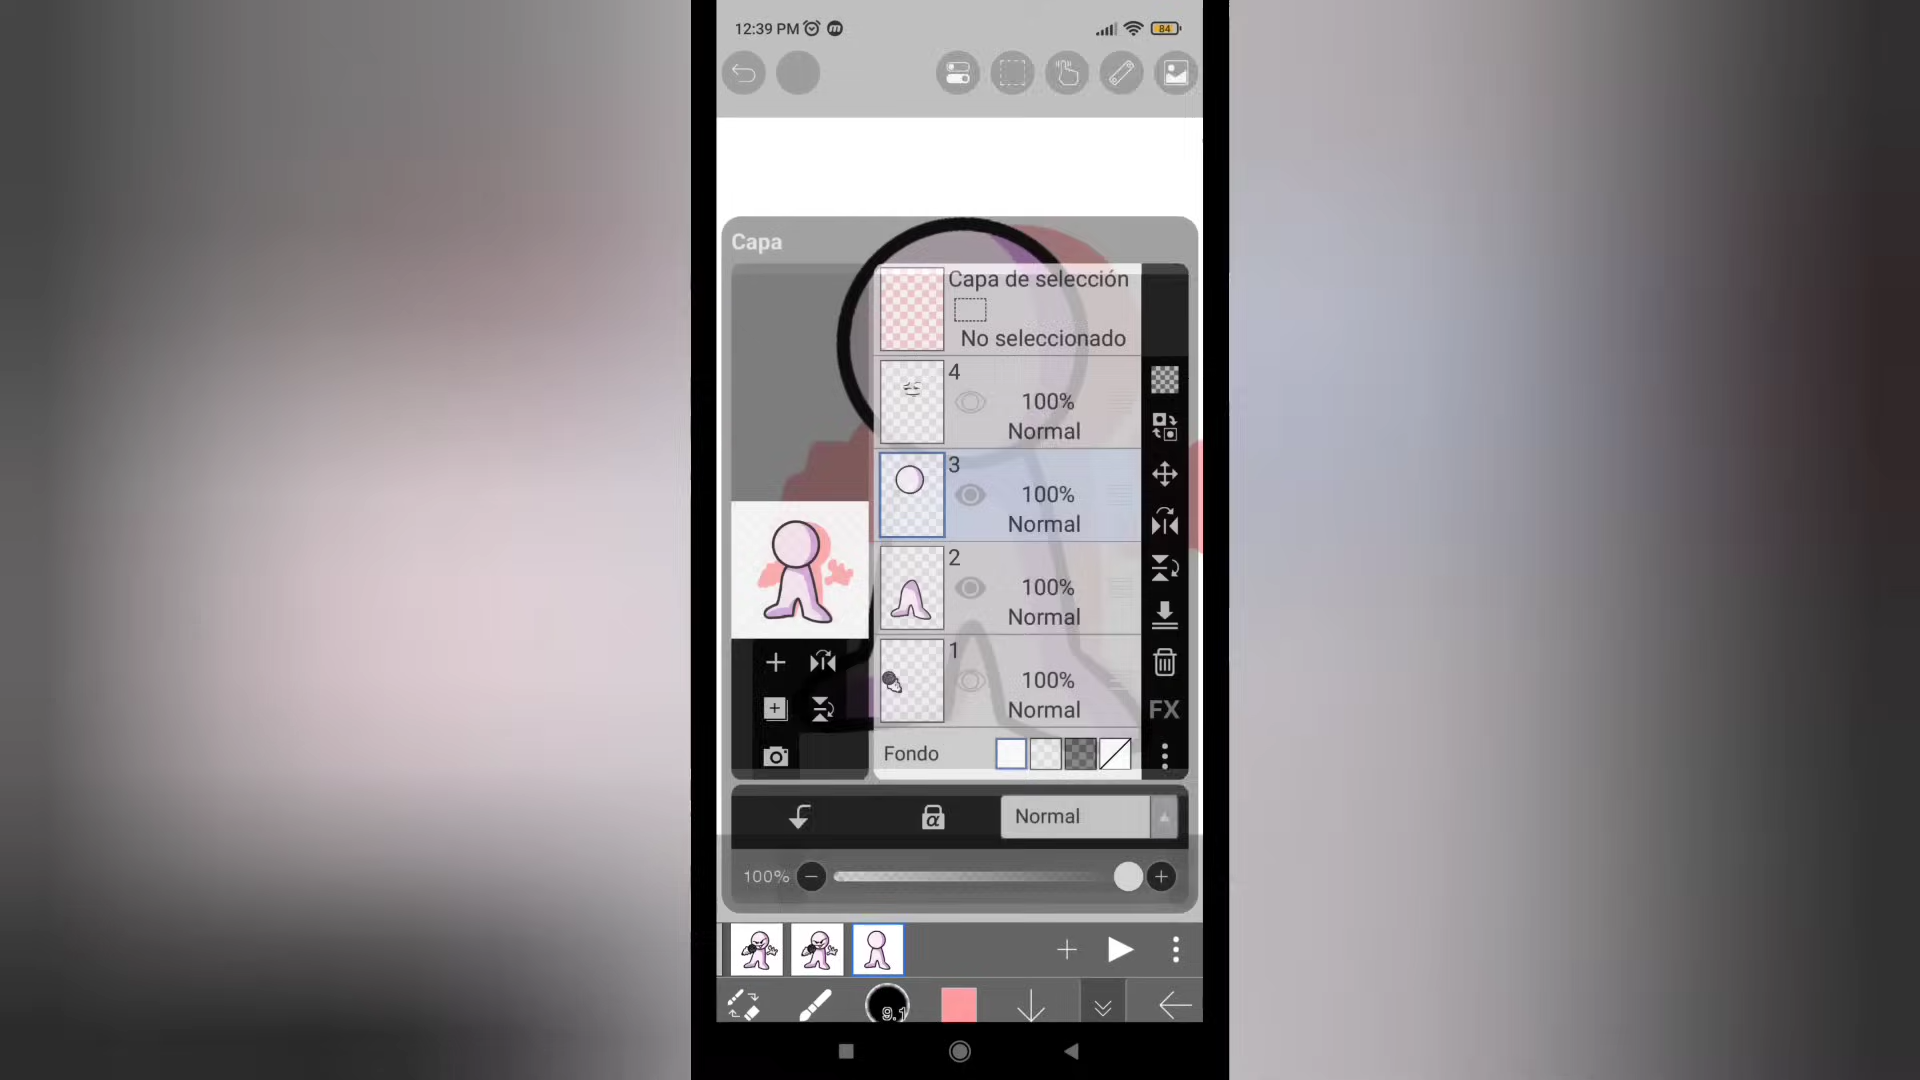 12:39 PM
84
Capa
Capa de selección
No seleccionado
4
100%
Normal
3
100%
Normal
2
100%
Normal
1
100%
Normal
FX
Fondo
α
Normal
100%
9.1